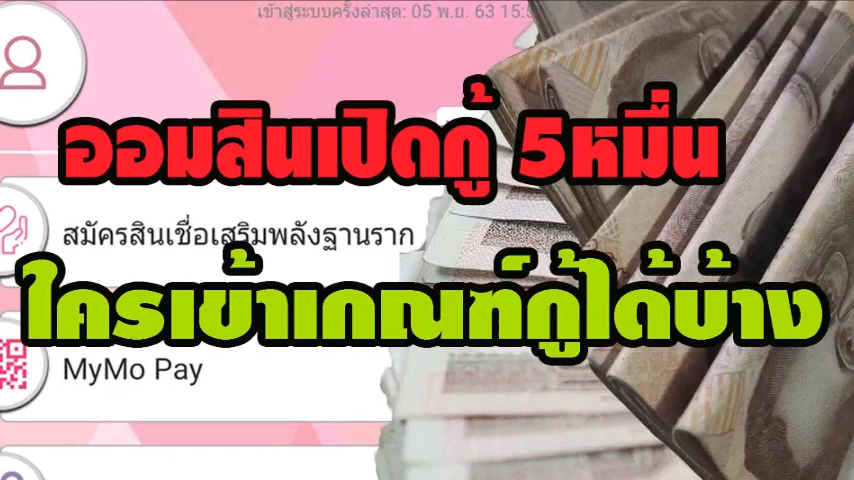 เข้าสู่ระบบครั้งล่าสุด: 05 พ.ย. 63 15:5
ออมสินเปิดกู้ 5หมื่น
สมัครสินเชื่อเสริมพลังฐานราก
ใครเข้าเกณฑ์กู้ได้บ้าง
MyMo Pay